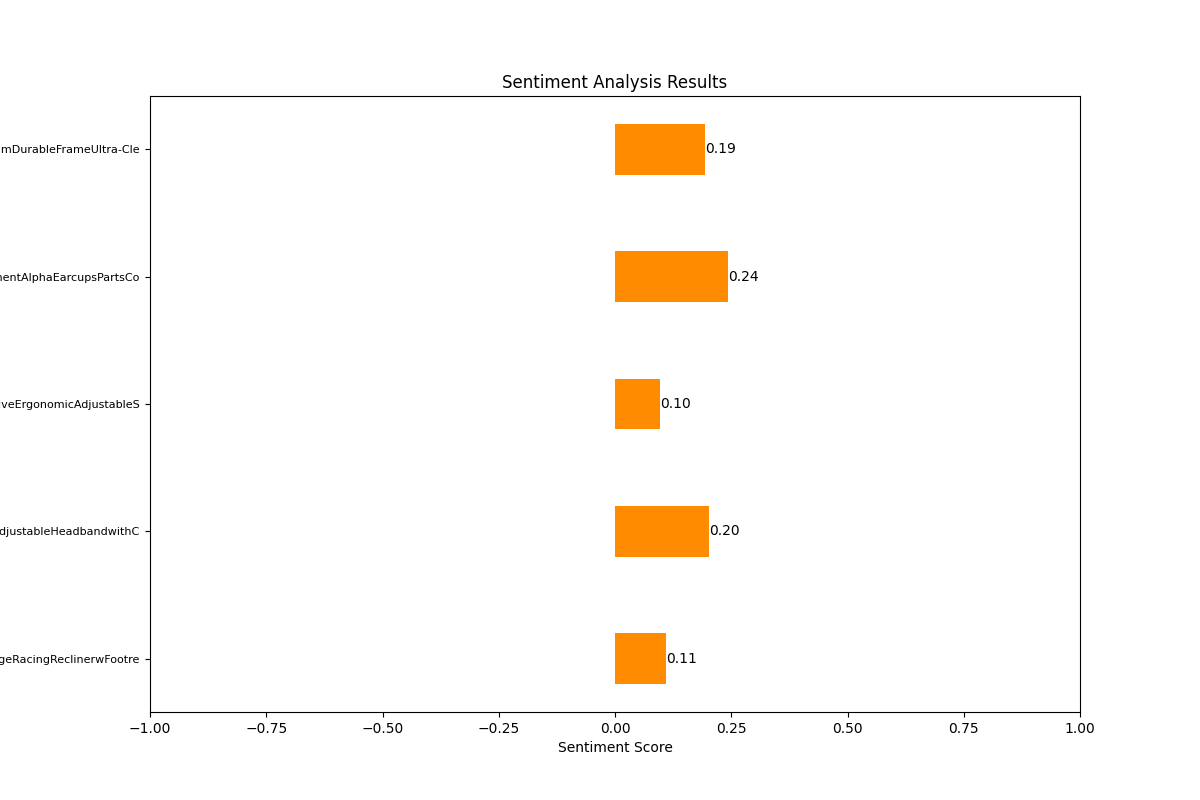 Sentiment Analysis Results
mDurableFrameUltra-Cle
0.19
nentAlphaEarcupsPartsCo
0.24
veErgonomicAdjustableS
0.10
djustableHeadbandwithC
0.20
geRacingReclinerwFootre
0.11
−1.00 −0.75 −0.50 −0.25 0.00 0.25 0.50 0.75 1.00
Sentiment Score